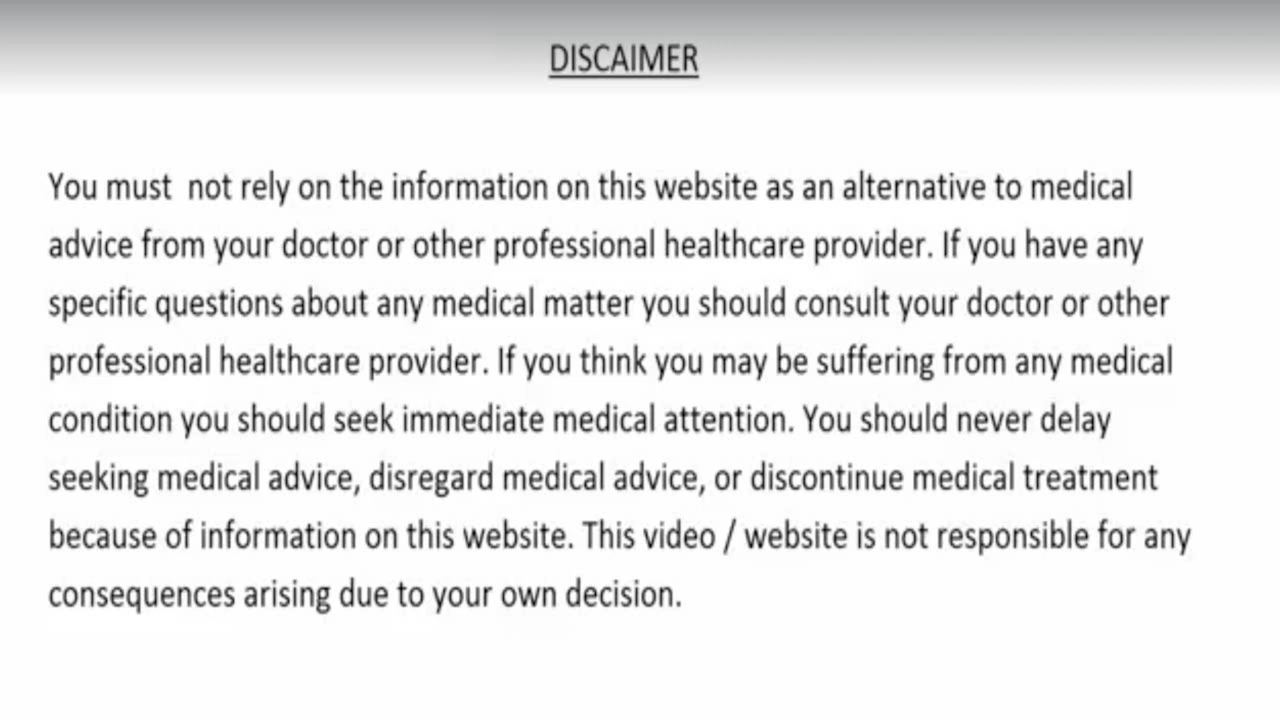 DISCAIMER
You must  not rely on the information on this website as an alternative to medical
advice from your doctor or other professional healthcare provider. If you have any
specific questions about any medical matter you should consult your doctor or other
professional healthcare provider. If you think you may be suffering from any medical
condition you should seek immediate medical attention. You should never delay
seeking medical advice, disregard medical advice, or discontinue medical treatment
because of information on this website. This video / website is not responsible for any
consequences arising due to your own decision.